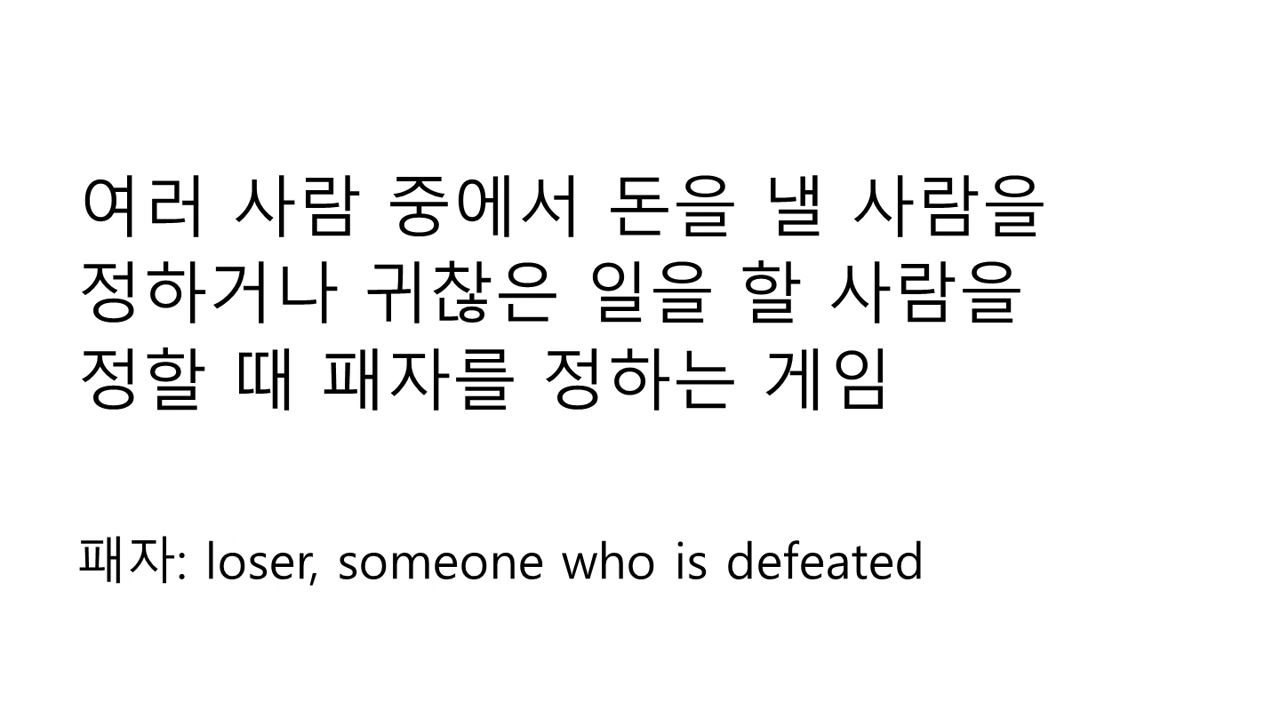 여러 사람 중에서 돈을 낼 사람을
정하거나 귀찮은 일을 할 사람을
정할 때 패자를 정하는 게임
패자: loser, someone who is defeated